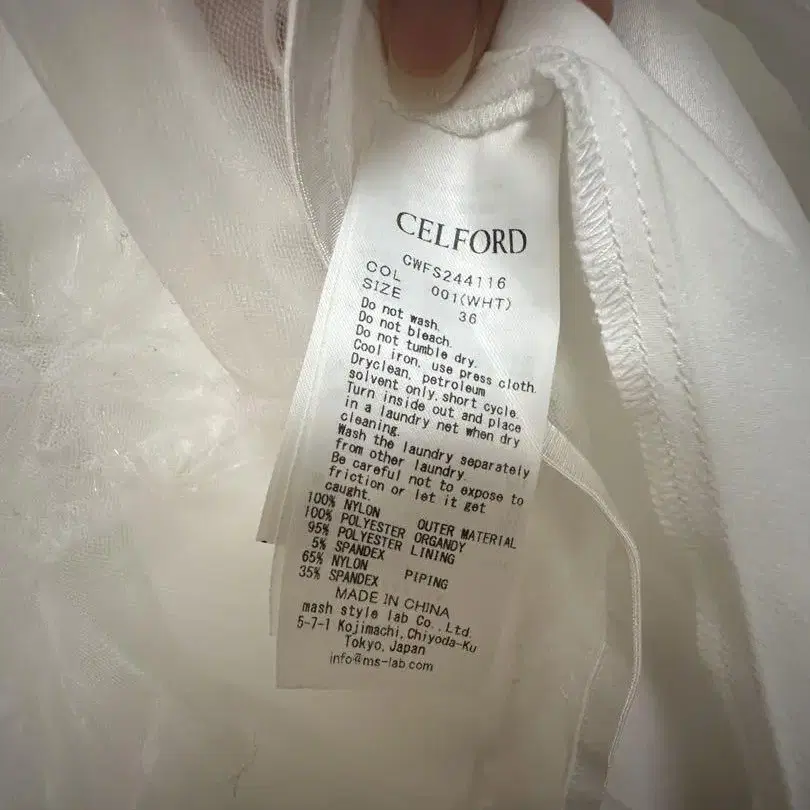 CELFORD
CWFS244116
COL 001(WHT)
SIZE 36
Do not wash.
Do not bleach.
Do not tumble dry.
Cool iron, use press cloth.
Dryclean, petroleum
solvent only, short cycle.
Turn inside out and place
in a laundry net when dry
cleaning.
Wash the laundry separately
from other laundry.
Be careful not to expose to
friction or let it get
caught.
100% NYLON OUTER MATERIAL
100% POLYESTER ORGANDY
95% POLYESTER LINING
5% SPANDEX
65% NYLON PIPING
35% SPANDEX
MADE IN CHINA
mash style lab Co.,Ltd.
5-7-1 Kojimachi,Chiyoda-Ku
Tokyo,Japan
info@ms-lab.com